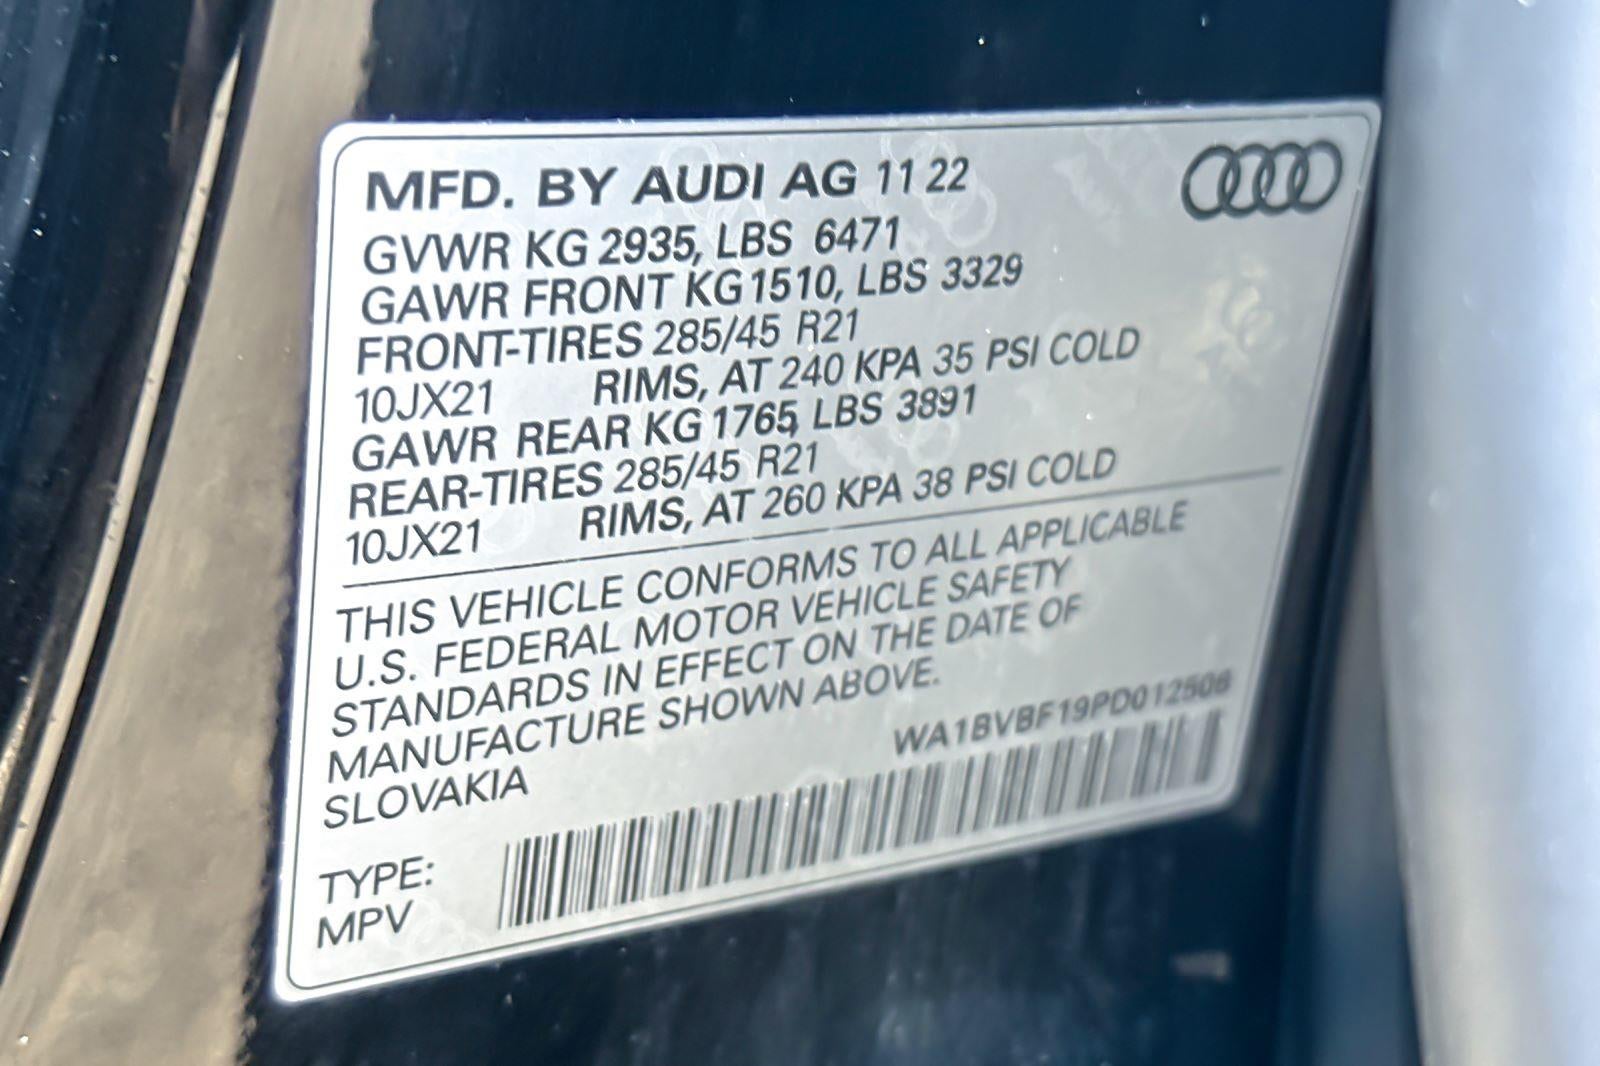 MFD. BY AUDI AG 11 22
GVWR KG 2935, LBS 6471
GAWR FRONT KG 1510, LBS 3329
FRONT-TIRES 285/45 R21
10JX21 RIMS, AT 240 KPA 35 PSI COLD
GAWR REAR KG 1765, LBS 3891
REAR-TIRES 285/45 R21
10JX21 RIMS, AT 260 KPA 38 PSI COLD
THIS VEHICLE CONFORMS TO ALL APPLICABLE
U.S. FEDERAL MOTOR VEHICLE SAFETY
STANDARDS IN EFFECT ON THE DATE OF
MANUFACTURE SHOWN ABOVE.
SLOVAKIA
WA1BVBF19PD012506
TYPE:
MPV